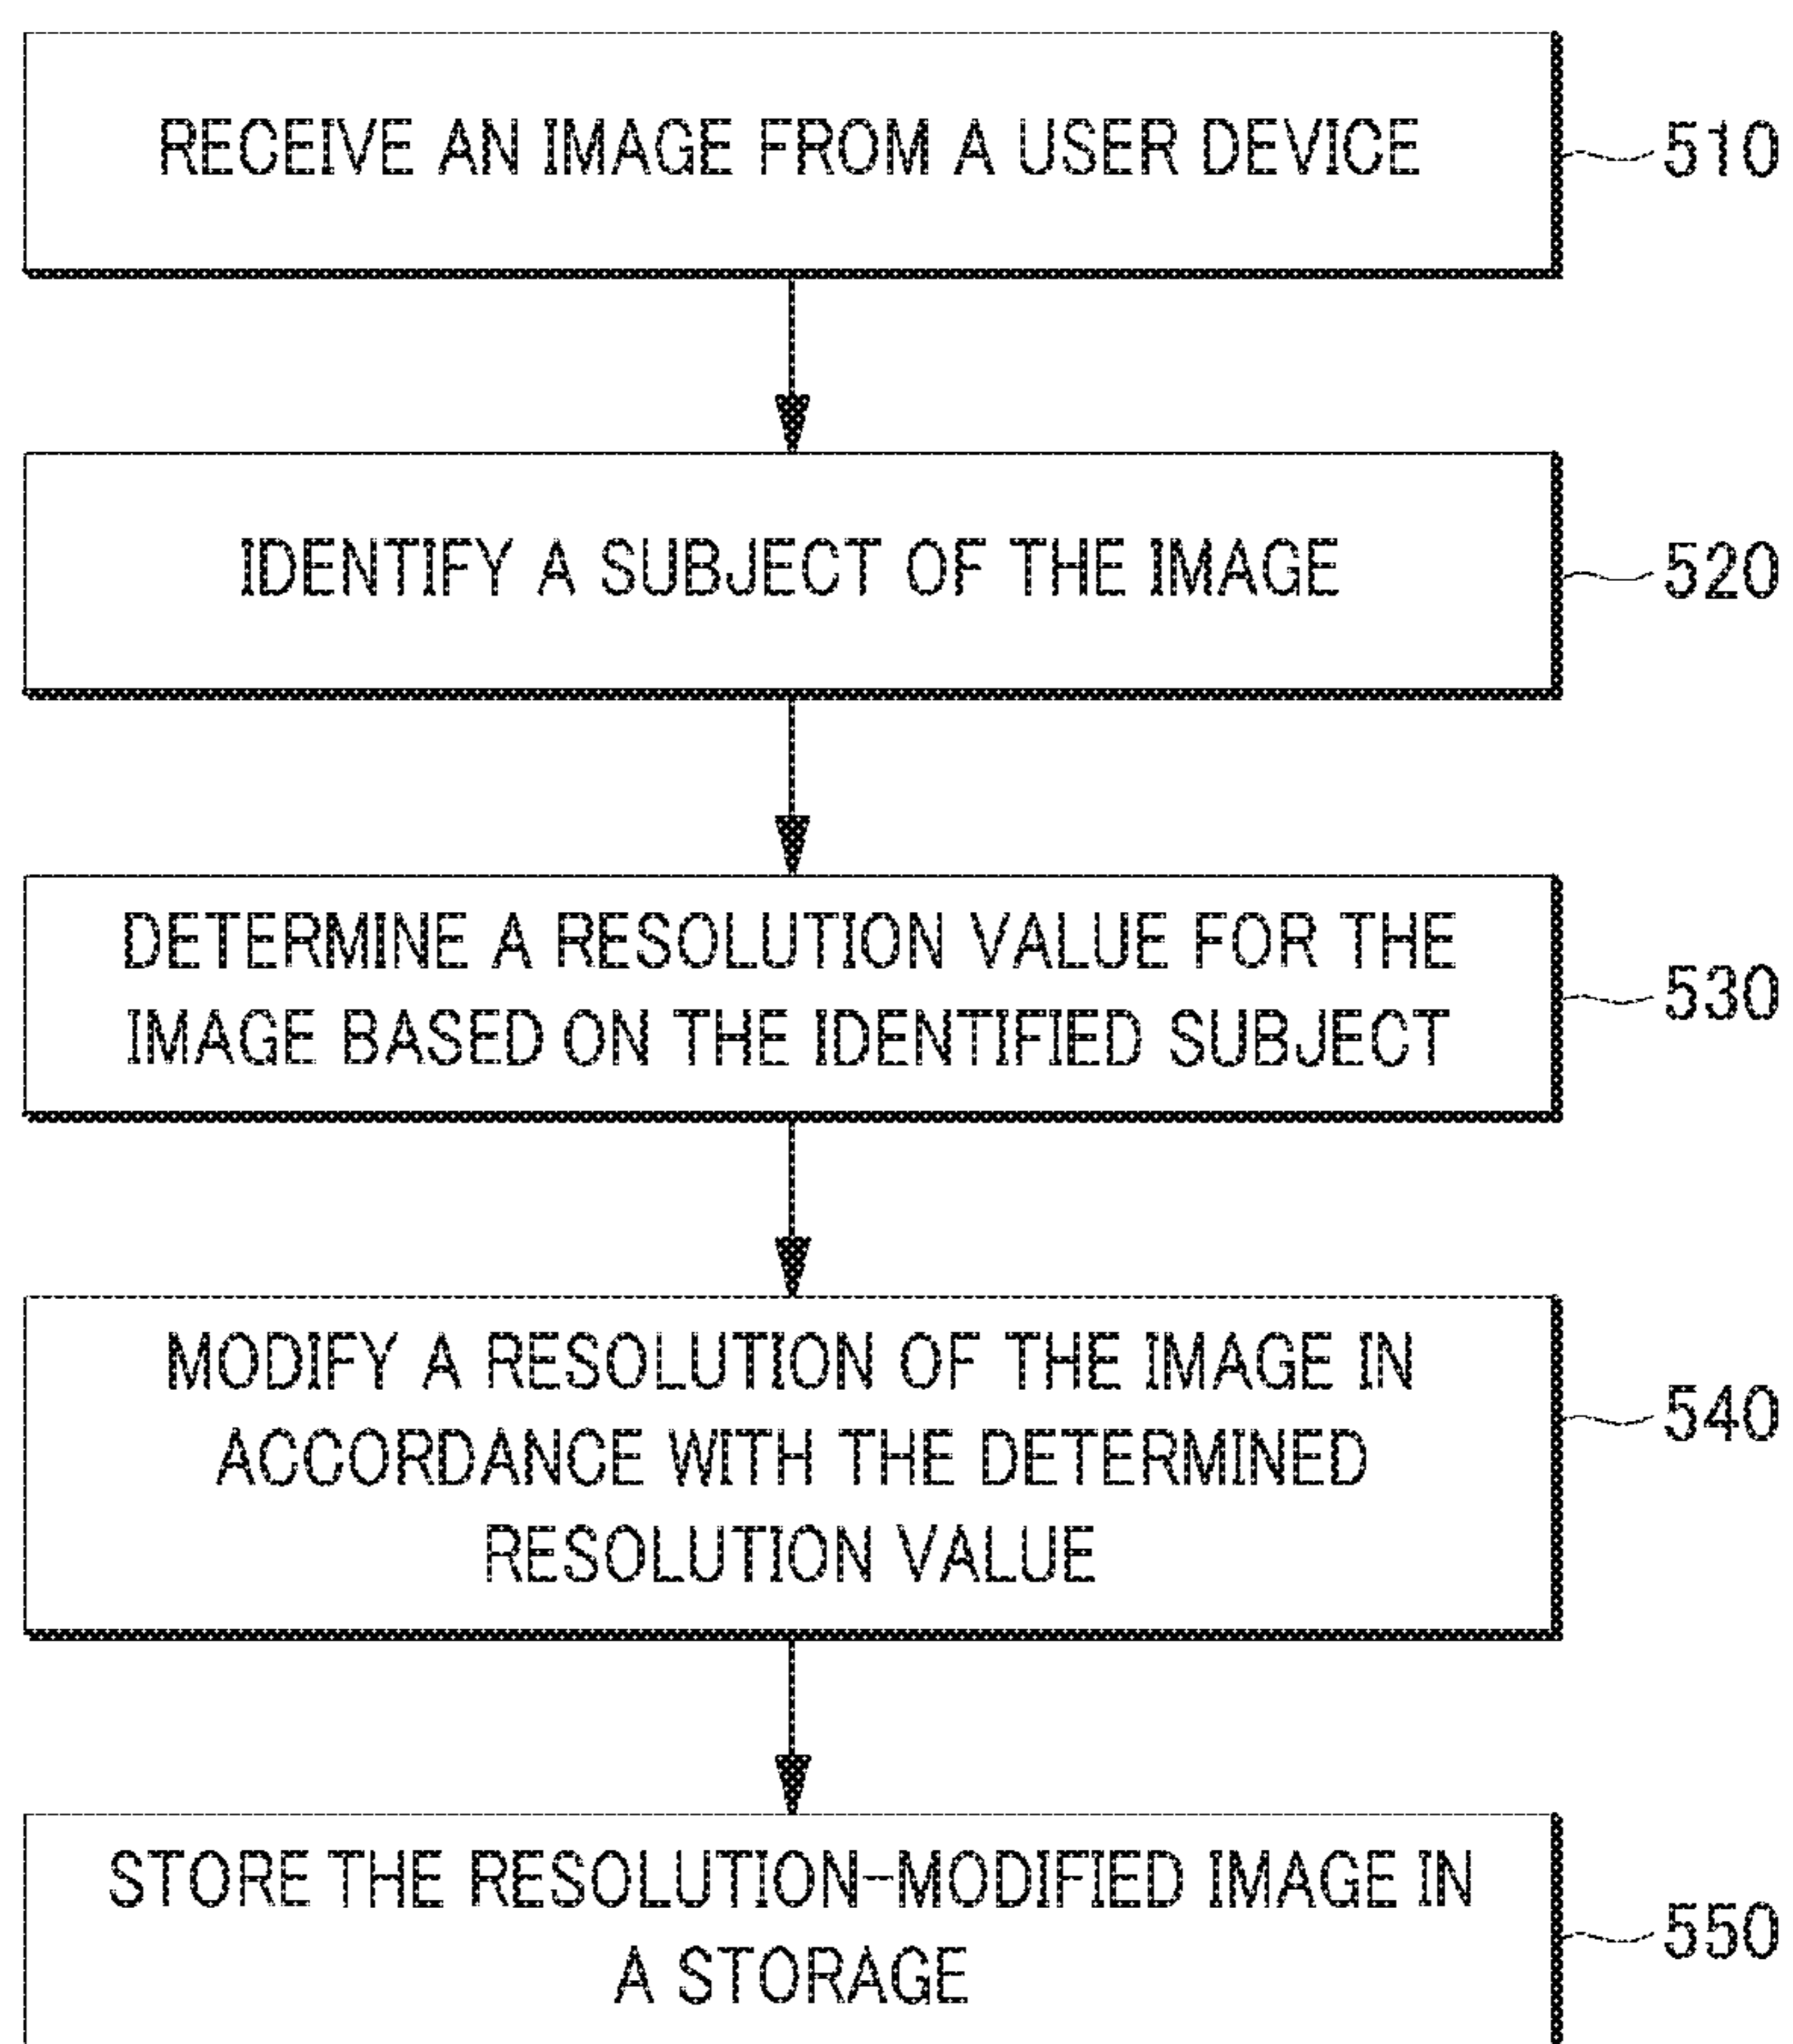 RECEIVE AN IMAGE FROM A USER DEVICE
510
IDENTIFY A SUBJECT OF THE IMAGE
520
DETERMINE A RESOLUTION VALUE FOR THE
IMAGE BASED ON THE IDENTIFIED SUBJECT
530
MODIFY A RESOLUTION OF THE IMAGE IN
ACCORDANCE WITH THE DETERMINED
RESOLUTION VALUE
540
STORE THE RESOLUTION-MODIFIED IMAGE IN
A STORAGE
550